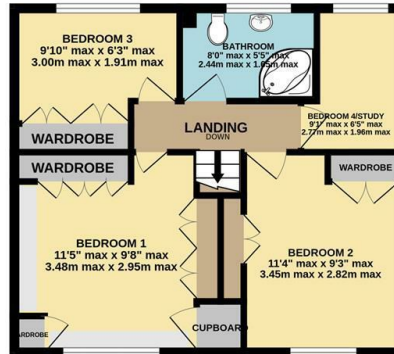 BEDROOM 3
9'10" max x 6'3" max
3.00m max x 1.91m max
BATHROOM
8'0" max x 5'5" max
2.44m max x 1.65m max
BEDROOM 4/STUDY
9'1" max x 6'5" max
2.77m max x 1.96m max
LANDING
DOWN
WARDROBE
WARDROBE
WARDROBE
BEDROOM 1
11'5" max x 9'8" max
3.48m max x 2.95m max
BEDROOM 2
11'4" max x 9'3" max
3.45m max x 2.82m max
CUPBOARD